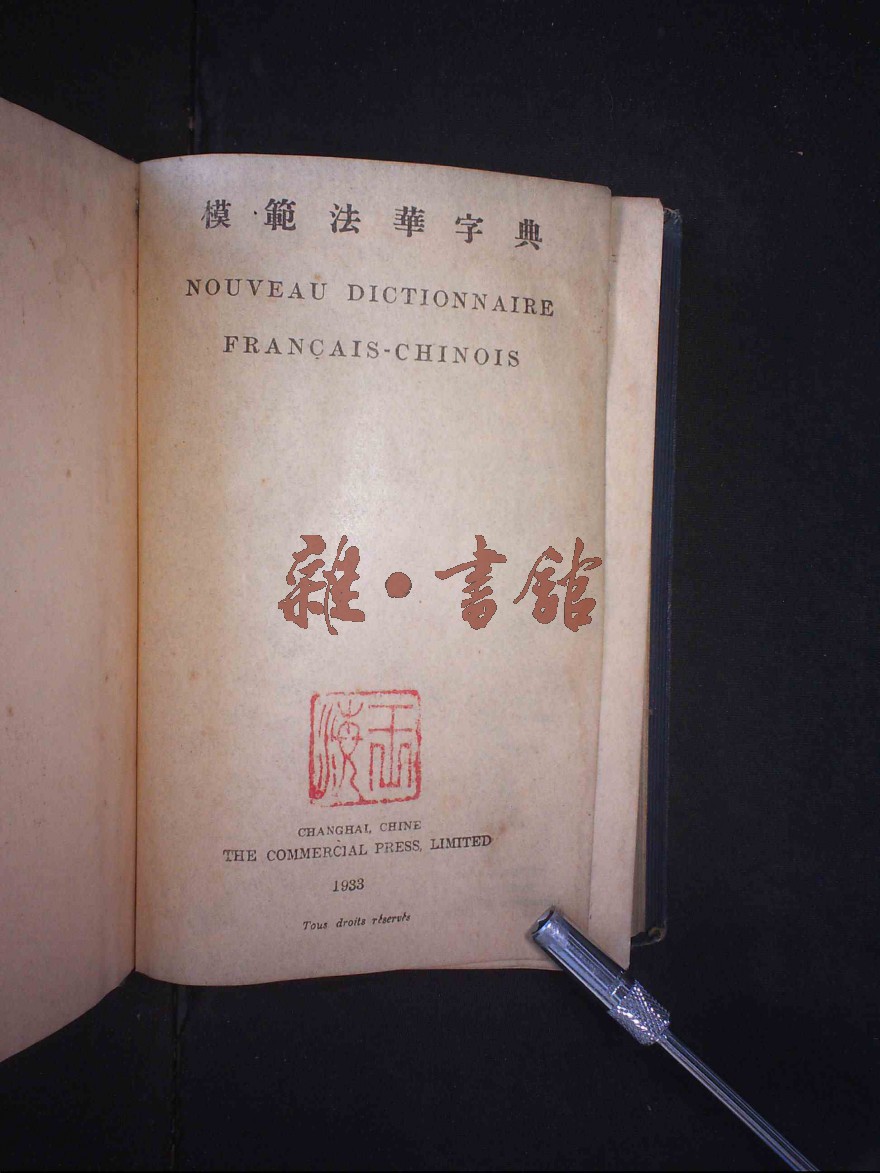 模範法華字典
NOUVEAU DICTIONNAIRE
FRANÇAIS-CHINOIS
雜·書館
CHANGHAI, CHINE
THE COMMERCIAL PRESS, LIMITED
1933
Tous droits réservés